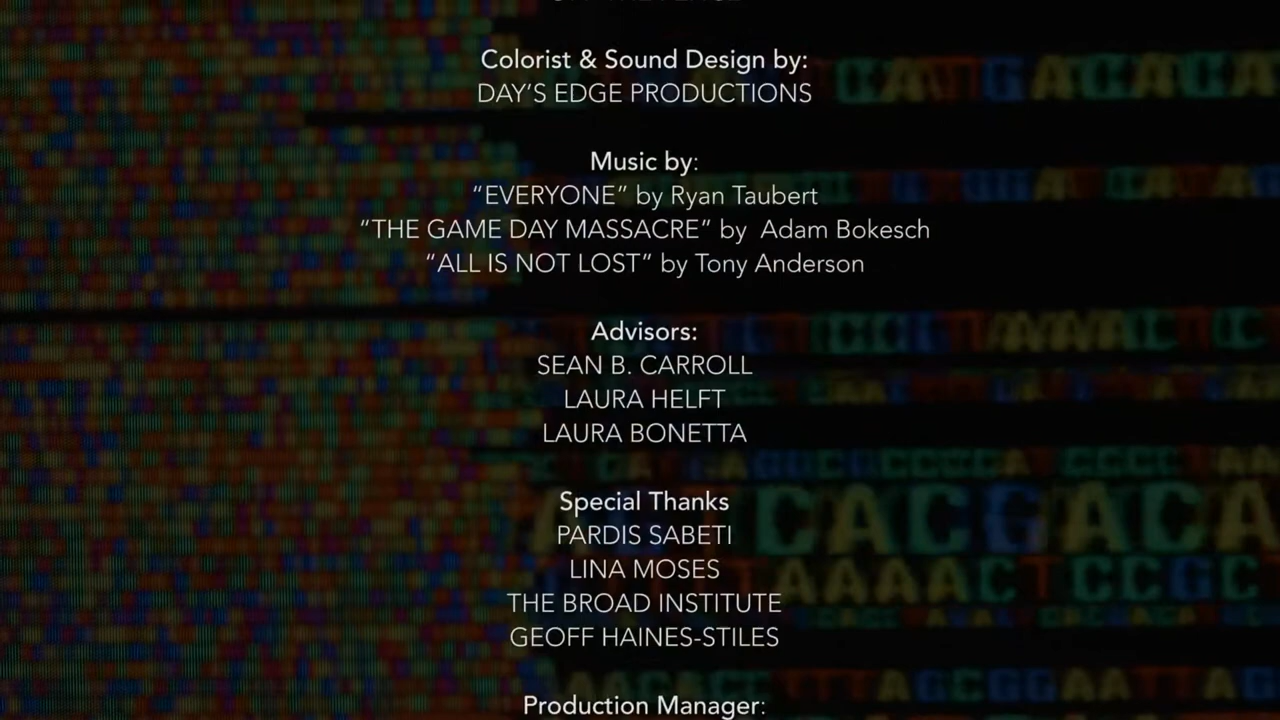 Colorist & Sound Design by:
DAY'S EDGE PRODUCTIONS
Music by:
“EVERYONE” by Ryan Taubert
“THE GAME DAY MASSACRE” by  Adam Bokesch
“ALL IS NOT LOST” by Tony Anderson
Advisors:
SEAN B. CARROLL
LAURA HELFT
LAURA BONETTA
Special Thanks
PARDIS SABETI
LINA MOSES
THE BROAD INSTITUTE
GEOFF HAINES-STILES
Production Manager: